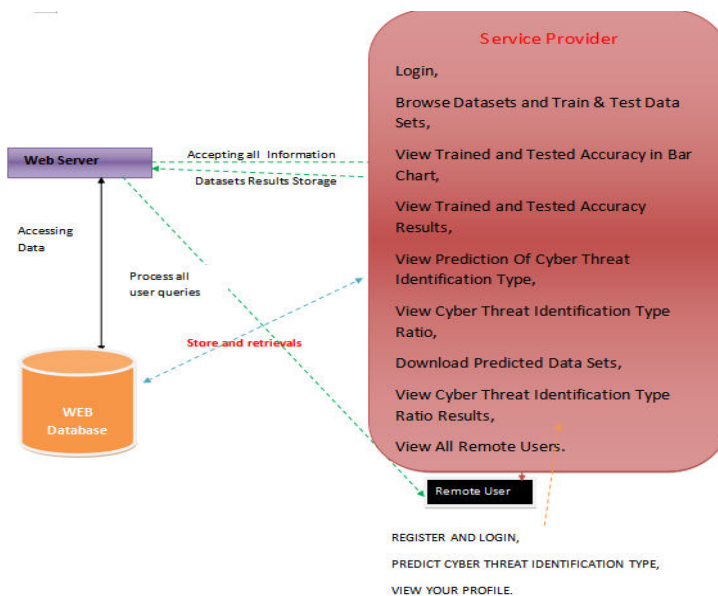 Service Provider
Login,
Browse Datasets and Train & Test Data
Sets,
View Trained and Tested Accuracy in Bar
Chart,
View Trained and Tested Accuracy
Results,
View Prediction Of Cyber Threat
Identification Type,
View Cyber Threat Identification Type
Ratio,
Download Predicted Data Sets,
View Cyber Threat Identification Type
Ratio Results,
View All Remote Users.
Web Server
Accepting all Information
Datasets Results Storage
Accessing
Data
Process all
user queries
Store and retrievals
WEB
Database
Remote User
REGISTER AND LOGIN,
PREDICT CYBER THREAT IDENTIFICATION TYPE,
VIEW YOUR PROFILE.